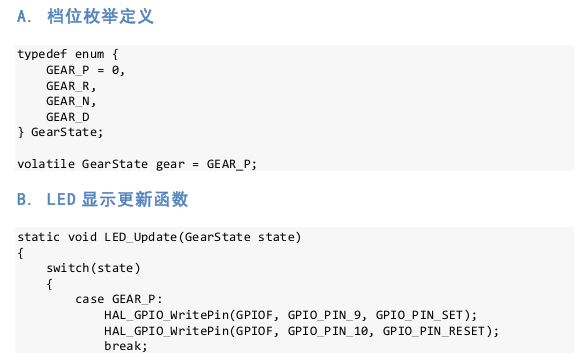 A. 档位枚举定义
typedef enum {
    GEAR_P = 0,
    GEAR_R,
    GEAR_N,
    GEAR_D
} GearState;
volatile GearState gear = GEAR_P;
B. LED 显示更新函数
static void LED_Update(GearState state)
{
    switch(state)
    {
        case GEAR_P:
            HAL_GPIO_WritePin(GPIOF, GPIO_PIN_9, GPIO_PIN_SET);
            HAL_GPIO_WritePin(GPIOF, GPIO_PIN_10, GPIO_PIN_RESET);
            break;